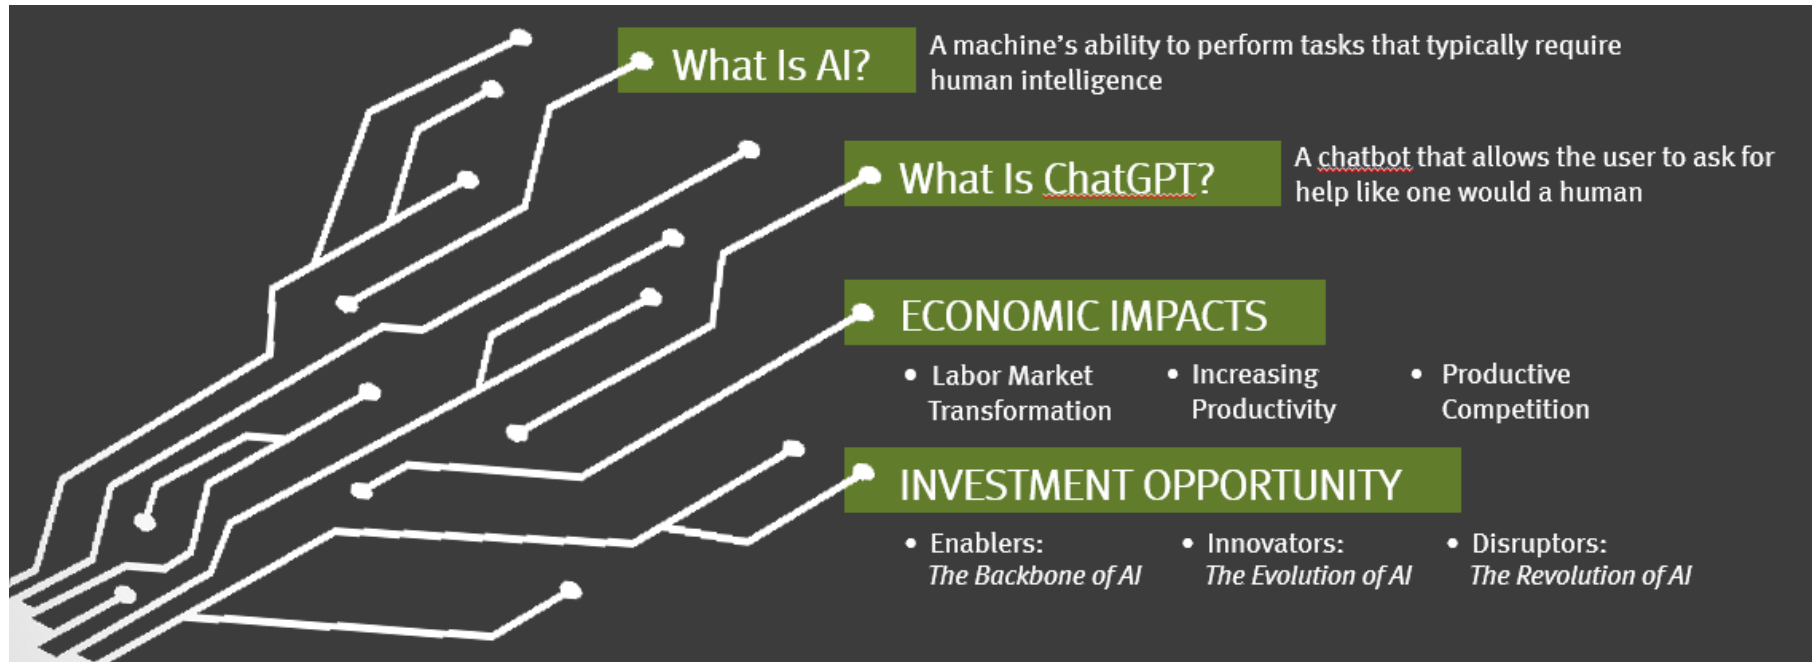 What Is AI?
A machine's ability to perform tasks that typically require
human intelligence
What Is ChatGPT?
A chatbot that allows the user to ask for
help like one would a human
ECONOMIC IMPACTS
• Labor Market
Transformation
• Increasing
Productivity
• Productive
Competition
INVESTMENT OPPORTUNITY
• Enablers:
The Backbone of AI
• Innovators:
The Evolution of AI
• Disruptors:
The Revolution of AI